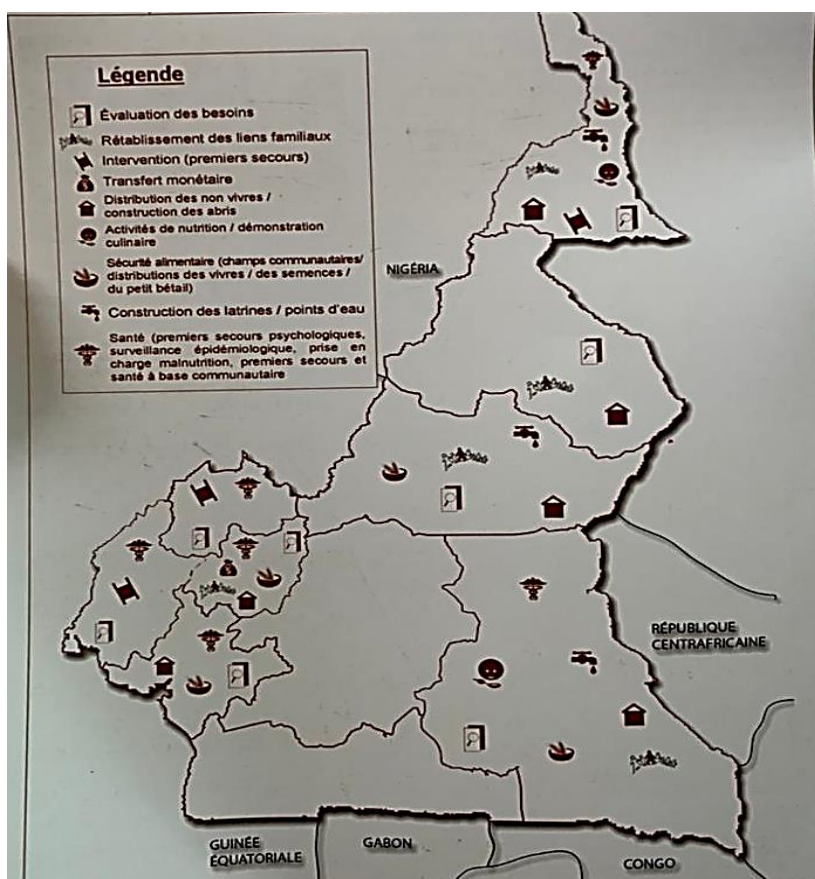 Légende
Évaluation des besoins
Rétablissement des liens familiaux
Intervention (premiers secours)
Transfert monétaire
Distribution des non vivres /
construction des abris
Activités de nutrition / démonstration
culinaire
Sécurité alimentaire (champs communautaires/
distributions des vivres / des semences /
du petit bétail)
Construction des latrines / points d'eau
Santé (premiers secours psychologiques,
surveillance épidémiologique, prise en
charge malnutrition, premiers secours et
santé à base communautaire
NIGÉRIA
RÉPUBLIQUE
CENTRAFRICAINE
GUINÉE
ÉQUATORIALE
GABON
CONGO